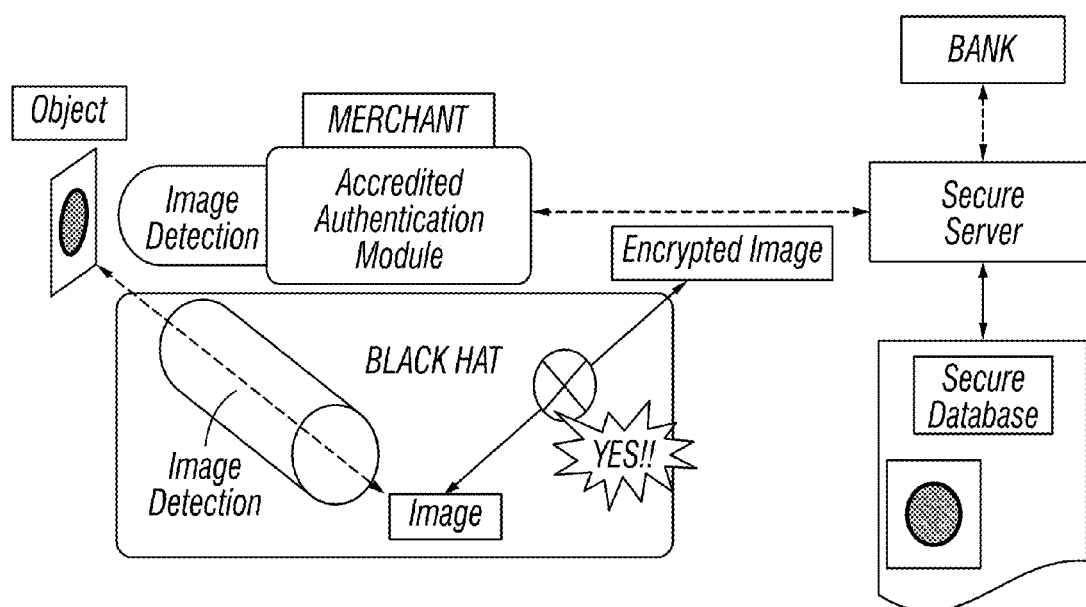 BANK
Object
MERCHANT
Image
Detection
Accredited
Authentication
Module
Secure
Server
Encrypted Image
BLACK HAT
Secure
Database
YES!!
Image
Detection
Image